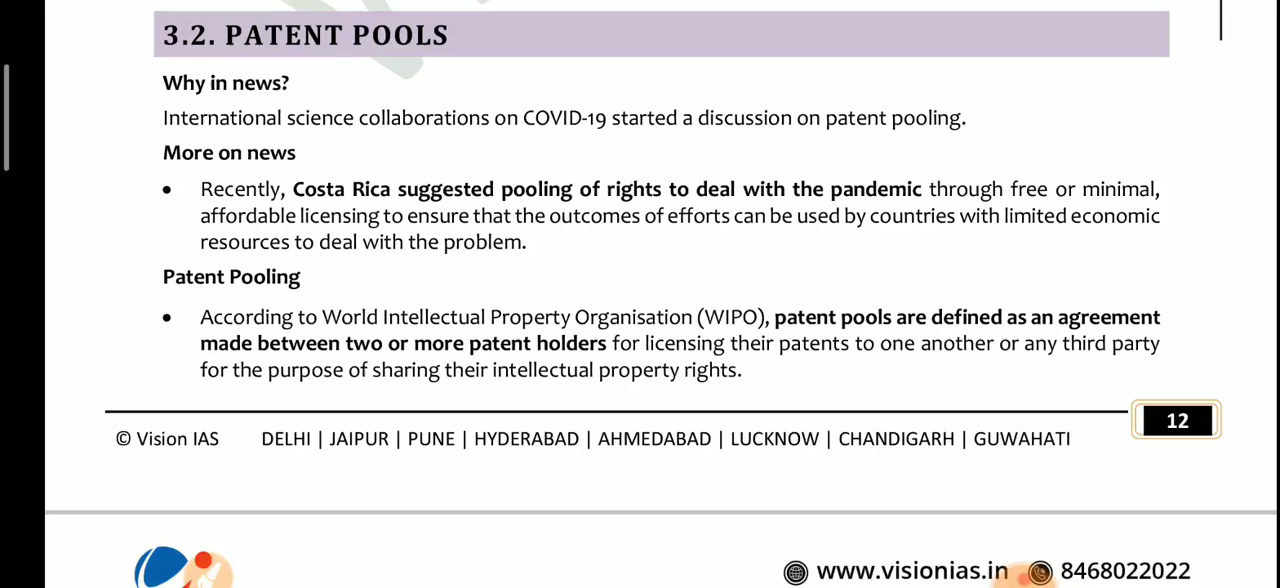 3.2. PATENT POOLS
Why in news?
International science collaborations on COVID-19 started a discussion on patent pooling.
More on news
• Recently, Costa Rica suggested pooling of rights to deal with the pandemic through free or minimal,
affordable licensing to ensure that the outcomes of efforts can be used by countries with limited economic
resources to deal with the problem.
Patent Pooling
• According to World Intellectual Property Organisation (WIPO), patent pools are defined as an agreement
made between two or more patent holders for licensing their patents to one another or any third party
for the purpose of sharing their intellectual property rights.
12
© Vision IAS DELHI | JAIPUR | PUNE | HYDERABAD | AHMEDABAD | LUCKNOW | CHANDIGARH | GUWAHATI
www.visionias.in 8468022022